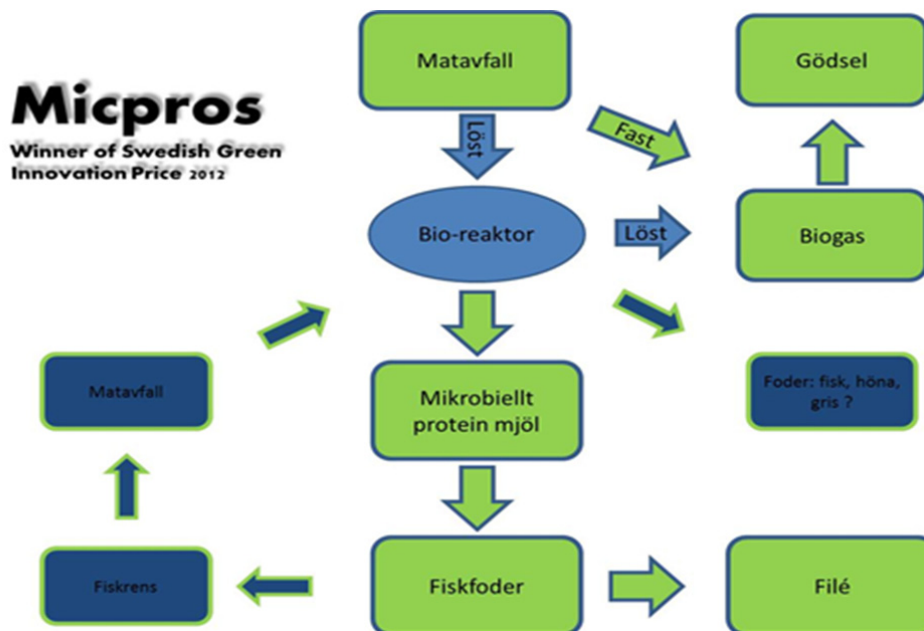 Micpros
Winner of Swedish Green
Innovation Price 2012
Matavfall
Gödsel
Löst
Fast
Bio-reaktor
Löst
Biogas
Matavfall
Mikrobiellt
protein mjöl
Foder: fisk, höna,
gris ?
Fiskrens
Fiskfoder
Filé